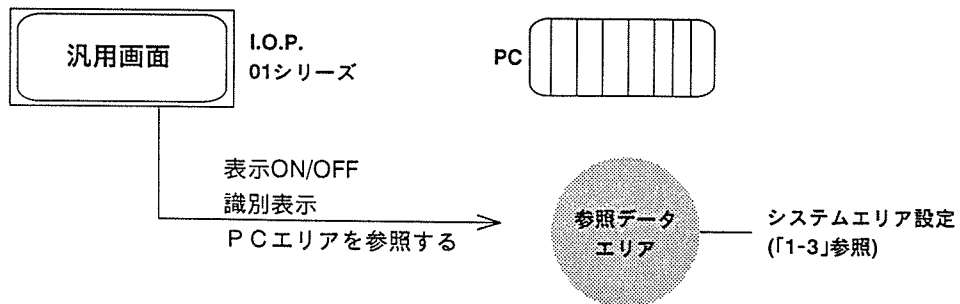 汎用画面
I.O.P.
01シリーズ
PC
表示ON/OFF
識別表示
PCエリアを参照する
参照データ
エリア
システムエリア設定
(「1-3」参照)